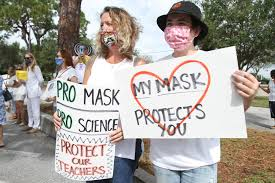 PRO MASK
PRO SCIENCE
PROTECT
OUR
TEACHERS
MY
MASK
PROTECTS
YOU